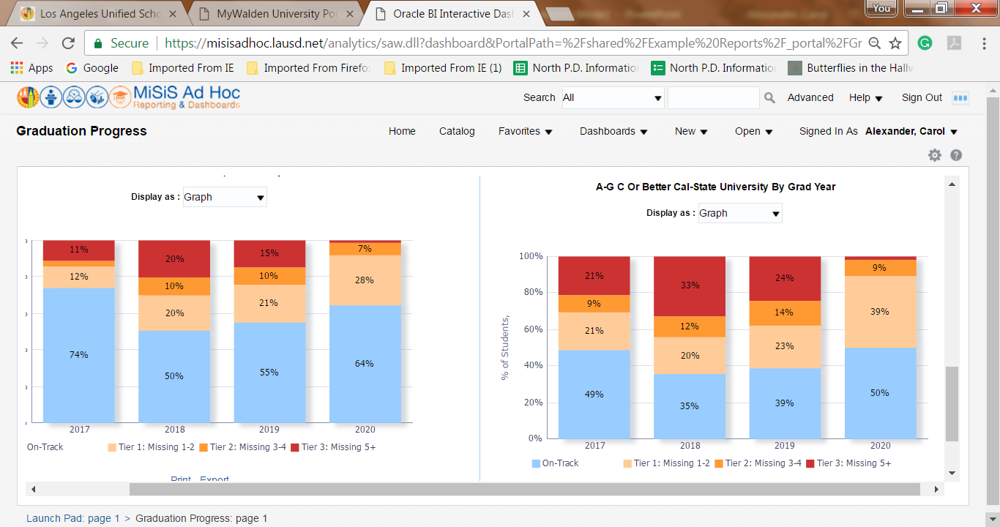 Los Angeles Unified Scho
MyWalden University Po
Oracle BI Interactive Das
You
Secure
https://misisadhoc.lausd.net/analytics/saw.dll?dashboard&PortalPath=%2Fshared%2FExample%20Reports%2F_portal%2FGr
Apps
Google
Imported From IE
Imported From Firefo
Imported From IE (1)
North P.D. Informatio
North P.D. Informatio
Butterflies in the Hallw
MiSiS Ad Hoc
Reporting & Dashboards
Search
All
Advanced
Help
Sign Out
Graduation Progress
Home
Catalog
Favorites
Dashboards
New
Open
Signed In As Alexander, Carol
Display as : Graph
11%
12%
74%
20%
10%
20%
50%
15%
10%
21%
55%
7%
28%
64%
2017 2018 2019 2020
On-Track Tier 1: Missing 1-2 Tier 2: Missing 3-4 Tier 3: Missing 5+
Print Export
A-G C Or Better Cal-State University By Grad Year
Display as : Graph
% of Students,
100%
80%
60%
40%
20%
0%
21%
9%
21%
49%
33%
12%
20%
35%
24%
14%
23%
39%
9%
39%
50%
2017 2018 2019 2020
On-Track Tier 1: Missing 1-2 Tier 2: Missing 3-4 Tier 3: Missing 5+
Launch Pad: page 1 > Graduation Progress: page 1